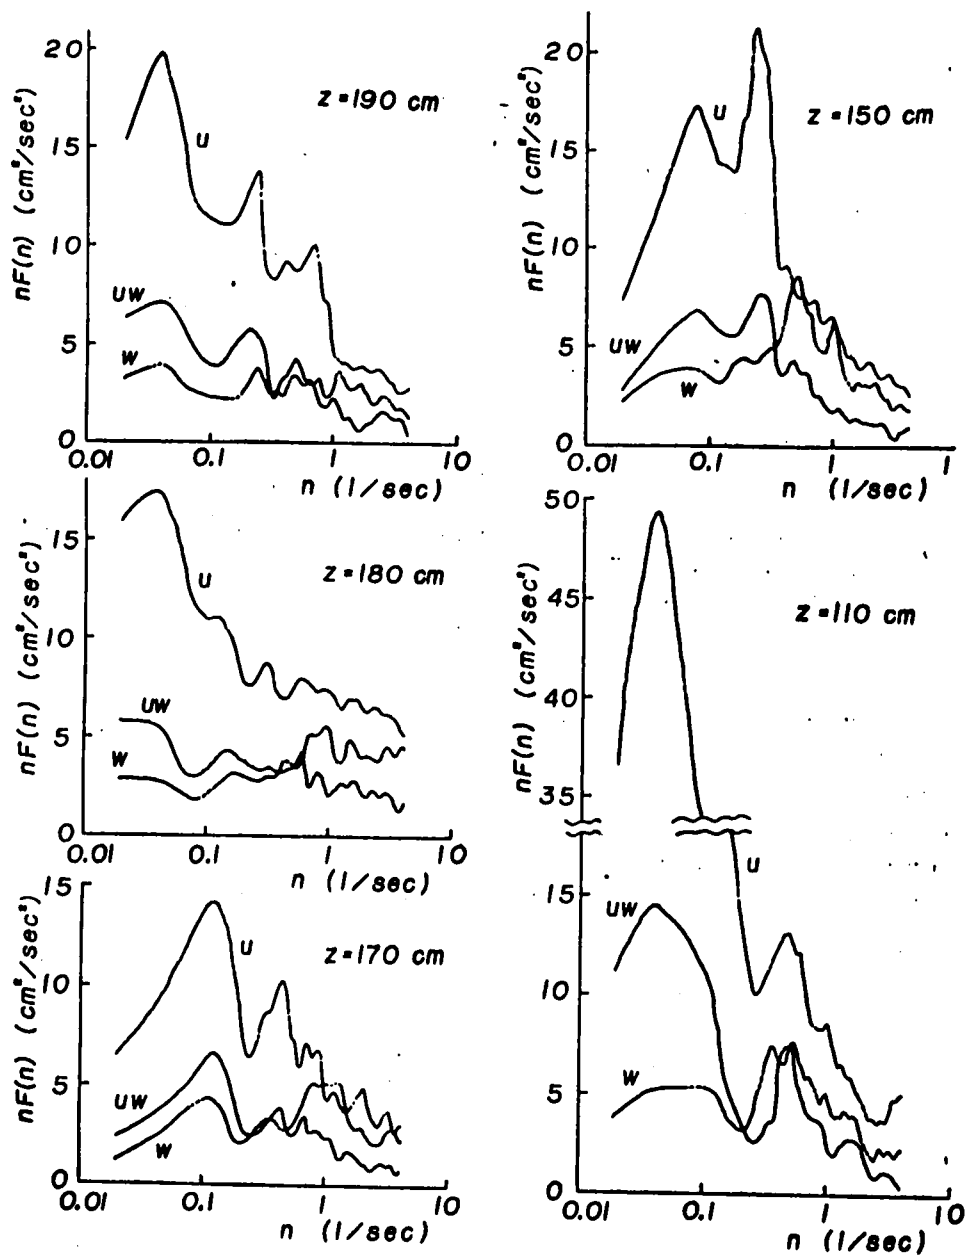 20
15
10
5
0
nF(n) (cm²/sec²)
z=190 cm
u
uw
w
0.01 0.1 1 10
n (1/sec)
20
15
10
5
0
nF(n) (cm²/sec²)
z=150 cm
u
uw
w
0.01 0.1 1 1
n (1/sec)
15
10
5
0
nF(n) (cm²/sec²)
z=180 cm
u
uw
w
0.01 0.1 1 10
n (1/sec)
15
10
5
0
nF(n) (cm²/sec²)
z=170 cm
u
uw
w
0.01 0.1 1 10
n (1/sec)
50
45
40
35
15
10
5
0
nF(n) (cm²/sec²)
z=110 cm
u
uw
w
0.01 0.1 1 10
n (1/sec)